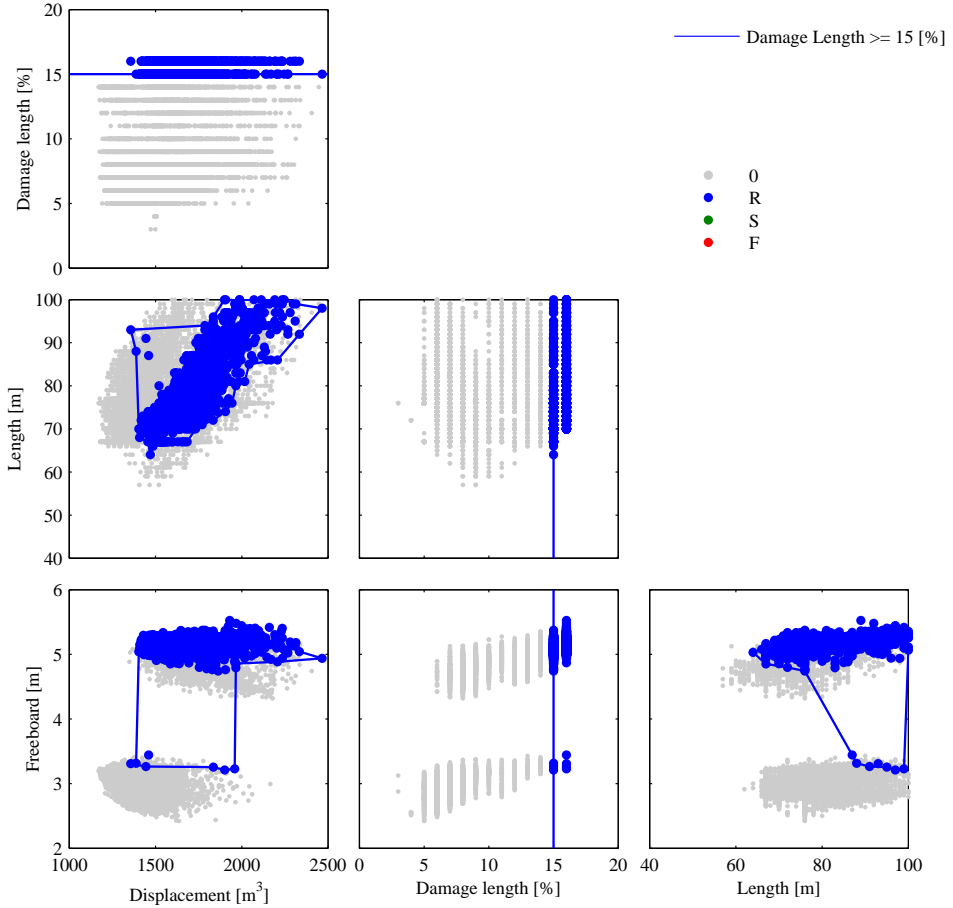 20
15
10
5
0
Damage length [%]
Damage Length >= 15 [%]
0
R
S
F
100
90
80
70
60
50
40
Length [m]
6
5
4
3
2
Freeboard [m]
1000 1500 2000 2500
Displacement [m³]
0 5 10 15 20
Damage length [%]
40 60 80 100
Length [m]